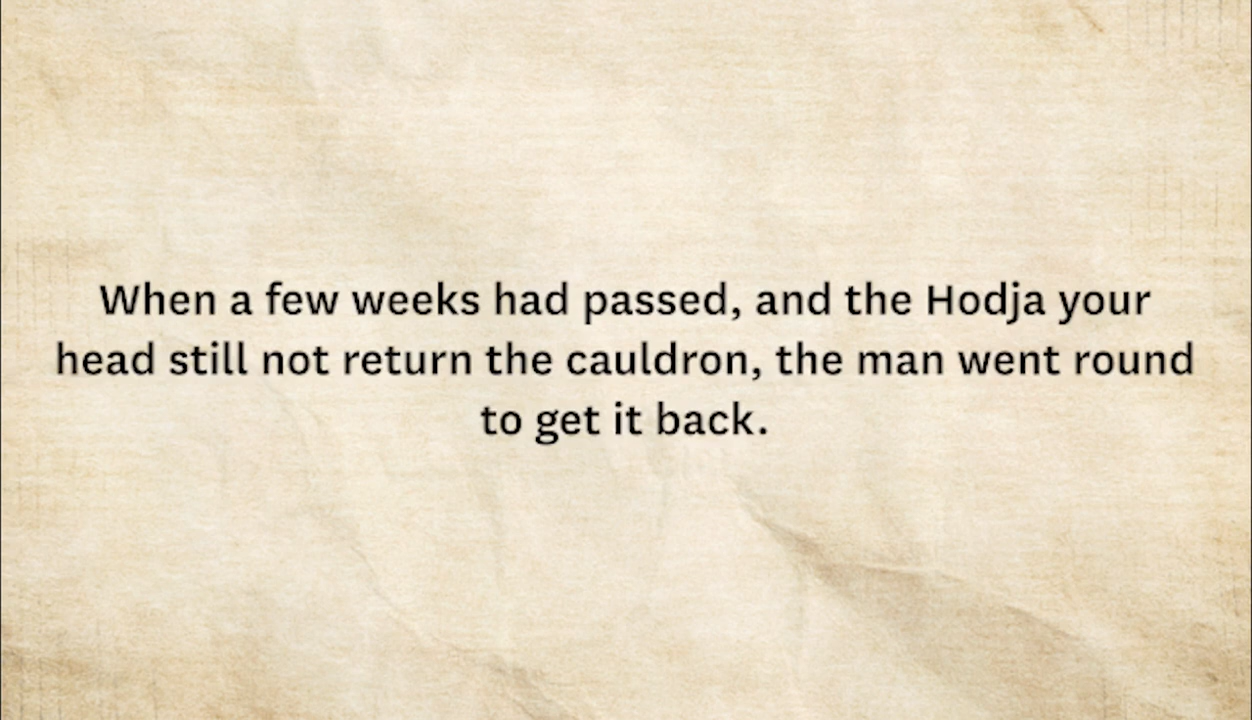 When a few weeks had passed, and the Hodja your
head still not return the cauldron, the man went round
to get it back.